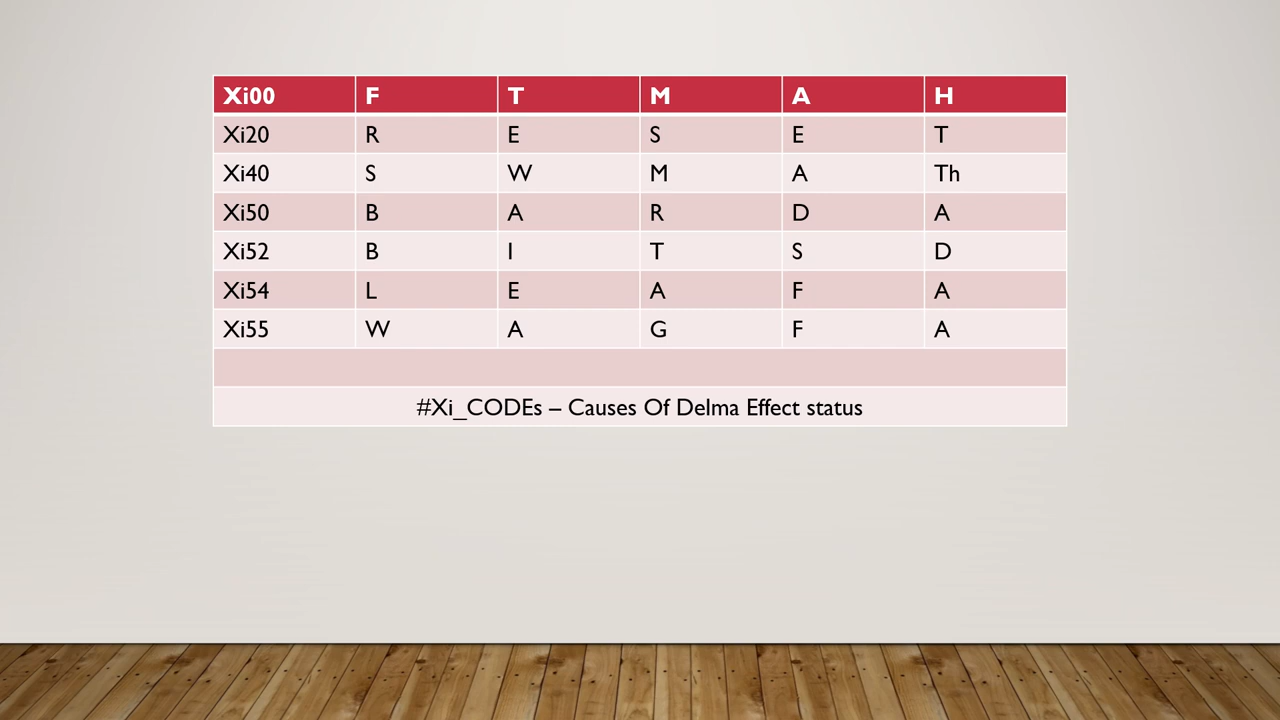 Xi00 F T M A H
Xi20 R E S E T
Xi40 S W M A Th
Xi50 B A R D A
Xi52 B I T S D
Xi54 L E A F A
Xi55 W A G F A
#Xi_CODEs – Causes Of Delma Effect status